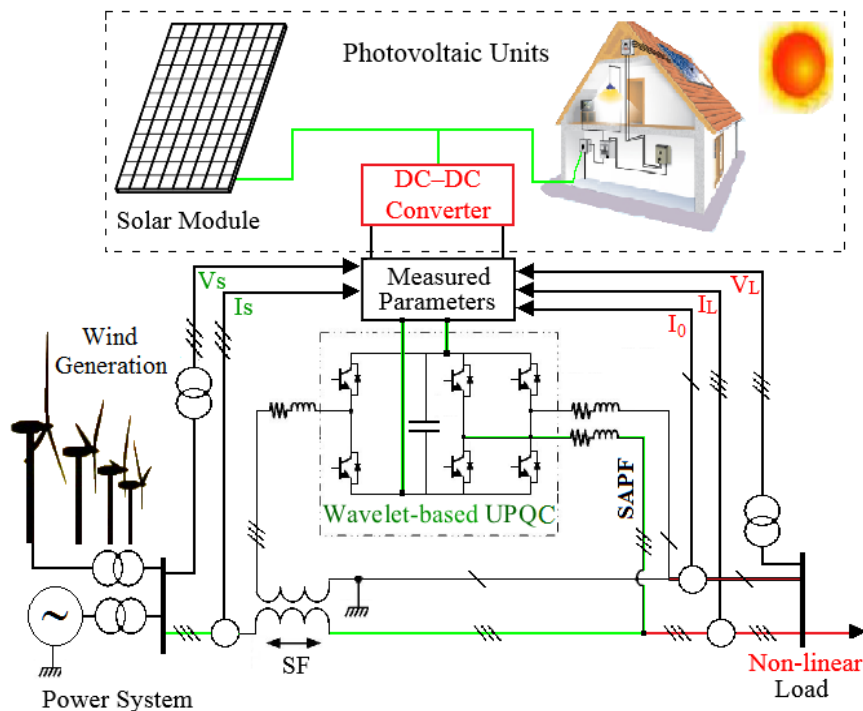 Photovoltaic Units
Solar Module
DC–DC
Converter
Measured
Parameters
VS
IS
VL
IL
I0
Wind
Generation
Wavelet-based UPQC
SAPF
~
SF
Power System
Non-linear
Load